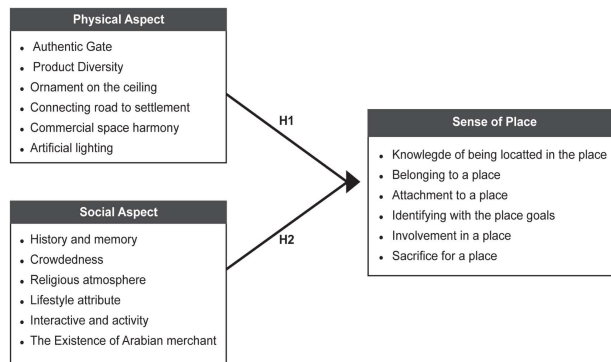 Physical Aspect
• Authentic Gate
• Product Diversity
• Ornament on the ceiling
• Connecting road to settlement
• Commercial space harmony
• Artificial lighting
H1
Social Aspect
• History and memory
• Crowdedness
• Religious atmosphere
• Lifestyle attribute
• Interactive and activity
• The Existence of Arabian merchant
H2
Sense of Place
• Knowlegde of being locatted in the place
• Belonging to a place
• Attachment to a place
• Identifying with the place goals
• Involvement in a place
• Sacrifice for a place